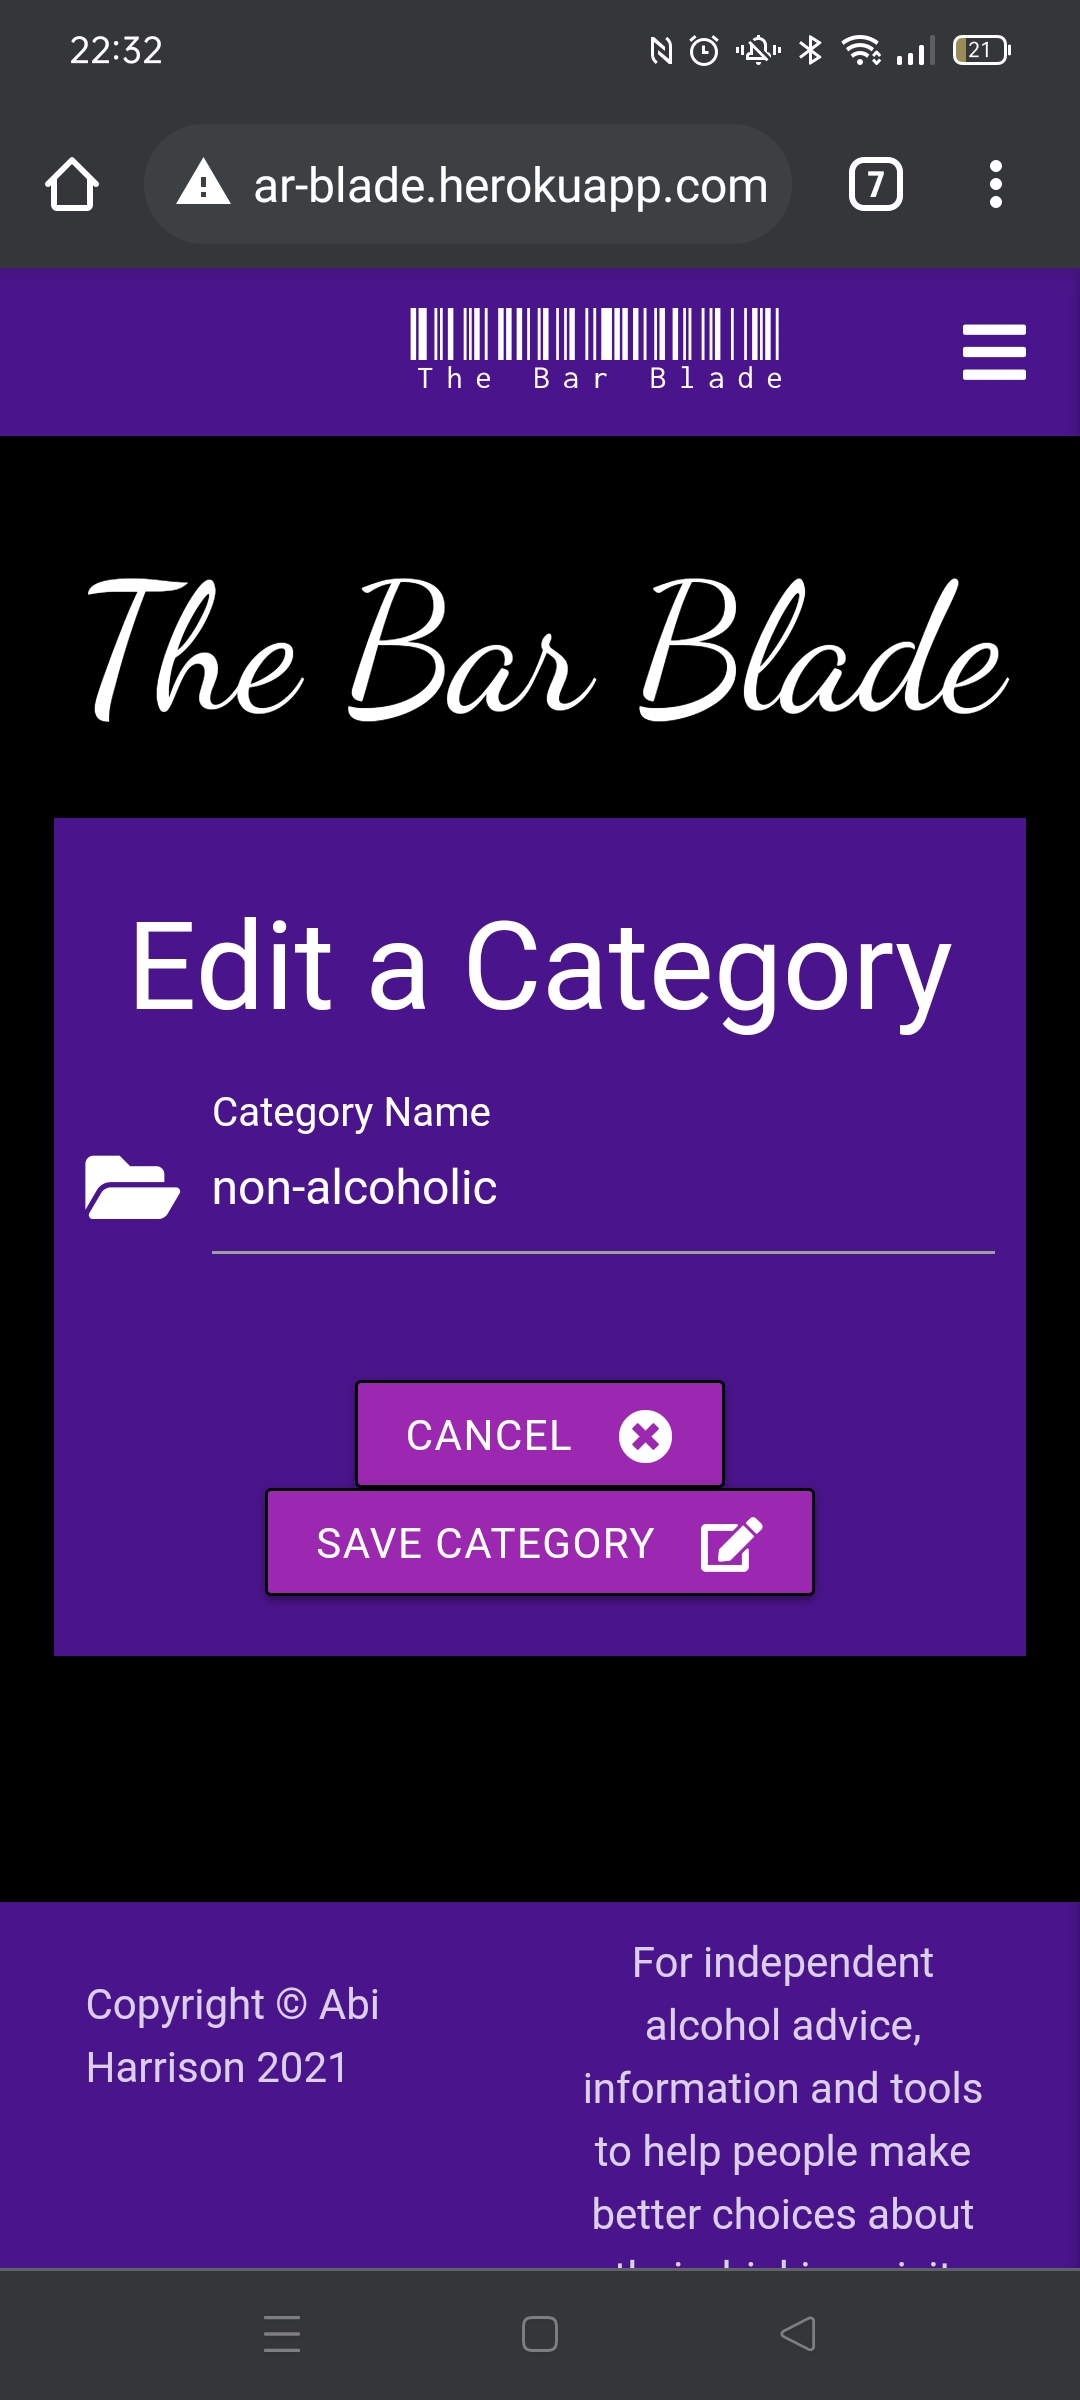 22:32
21
ar-blade.herokuapp.com
7
The Bar Blade
The Bar Blade
Edit a Category
Category Name
non-alcoholic
CANCEL
SAVE CATEGORY
Copyright © Abi
Harrison 2021
For independent
alcohol advice,
information and tools
to help people make
better choices about